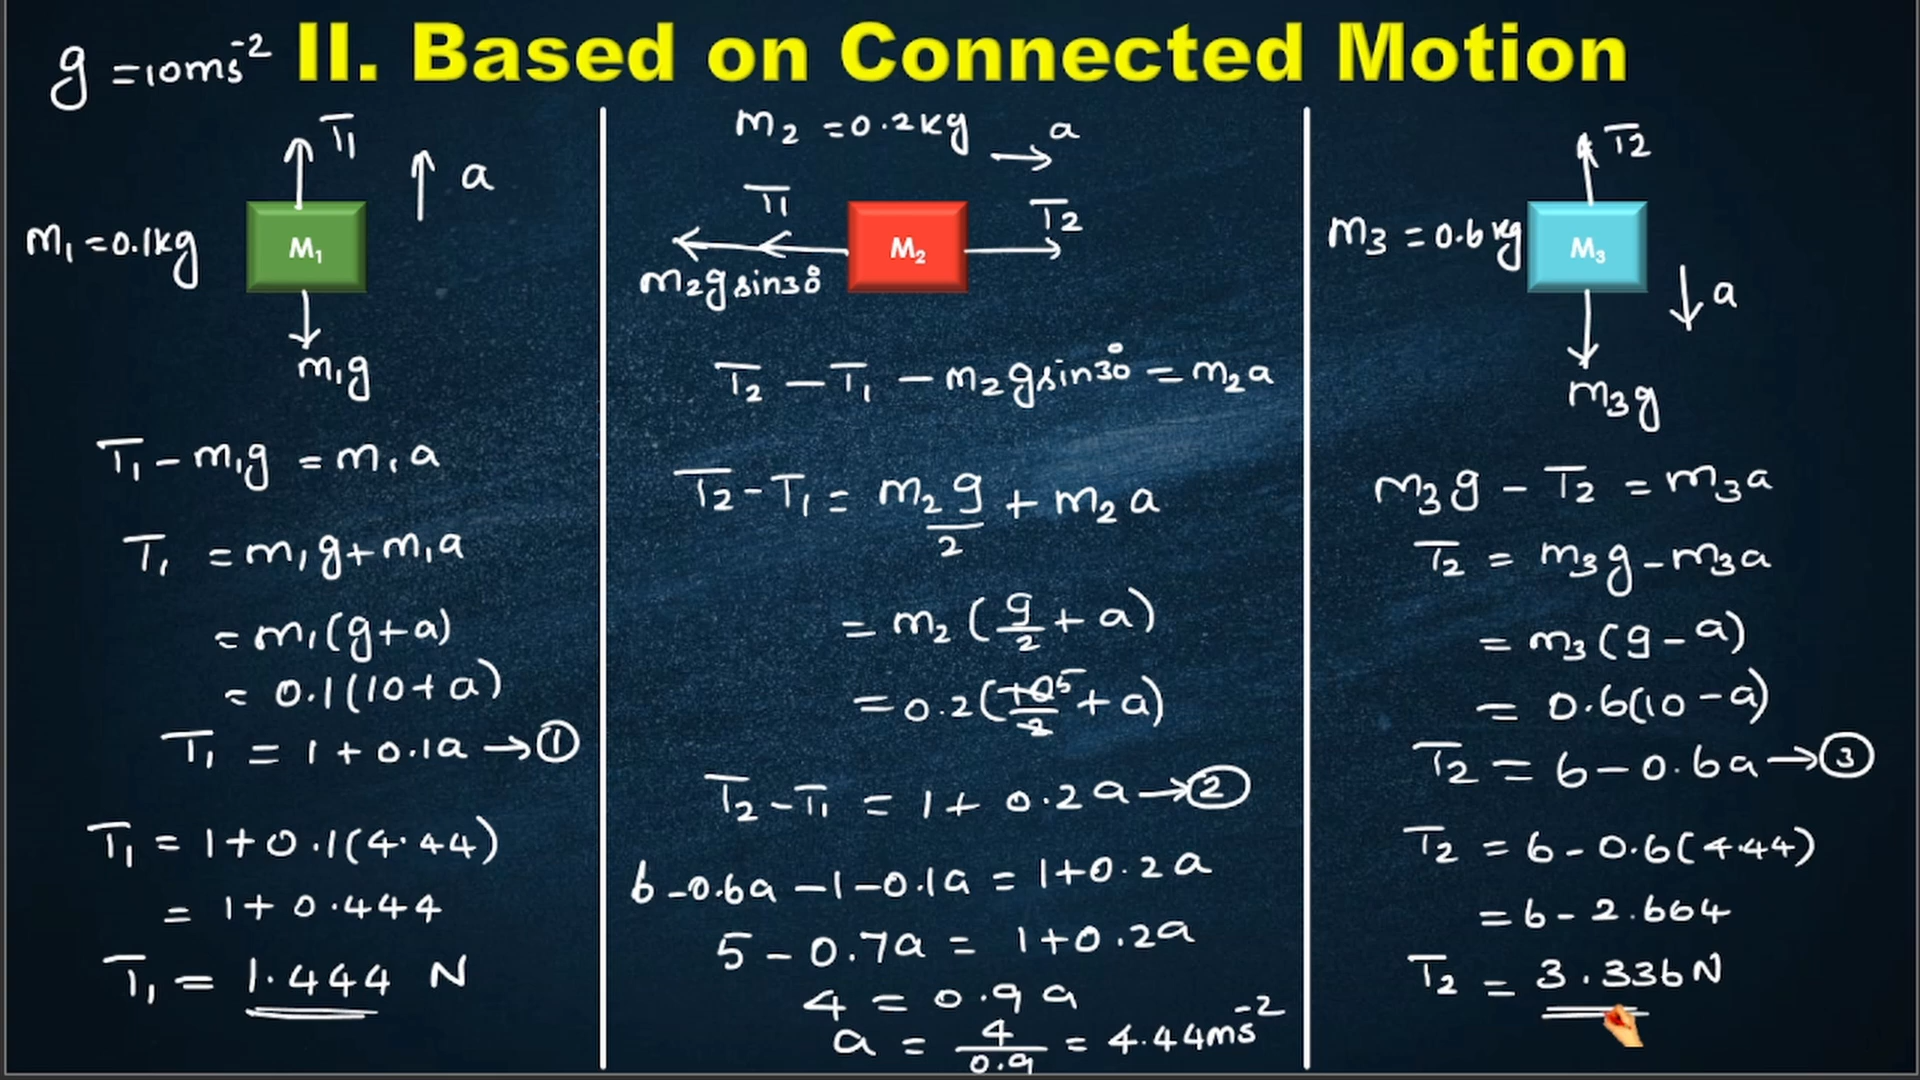 g = 10ms⁻² II. Based on Connected Motion
T₁
a
m₁ = 0.1kg
M₁
m₁g
T₁ - m₁g = m₁a
T₁ = m₁g + m₁a
= m₁(g+a)
= 0.1(10+a)
T₁ = 1 + 0.1a → ①
T₁ = 1 + 0.1(4.44)
= 1 + 0.444
T₁ = 1.444 N
m₂ = 0.2kg
a
T₁
T₂
M₂
m₂g sin30°
T₂ - T₁ - m₂g sin30° = m₂a
T₂ - T₁ = m₂g/2 + m₂a
= m₂(g/2 + a)
= 0.2(10/2 5 + a)
T₂ - T₁ = 1 + 0.2a → ②
6 - 0.6a - 1 - 0.1a = 1 + 0.2a
5 - 0.7a = 1 + 0.2a
4 = 0.9a
a = 4/0.9 = 4.44ms⁻²
T₂
m₃ = 0.6kg
M₃
a
m₃g
m₃g - T₂ = m₃a
T₂ = m₃g - m₃a
= m₃(g - a)
= 0.6(10 - a)
T₂ = 6 - 0.6a → ③
T₂ = 6 - 0.6(4.44)
= 6 - 2.664
T₂ = 3.336N